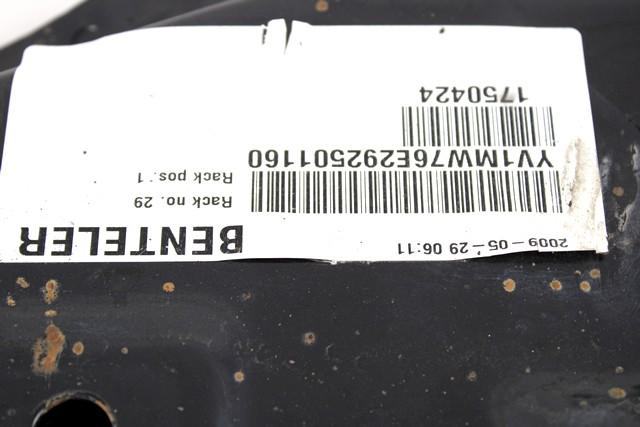 2009-05-29 06:11
BENTELER
Rack no. 29
Rack pos.: 1
YV1MW76E292501160
1750424